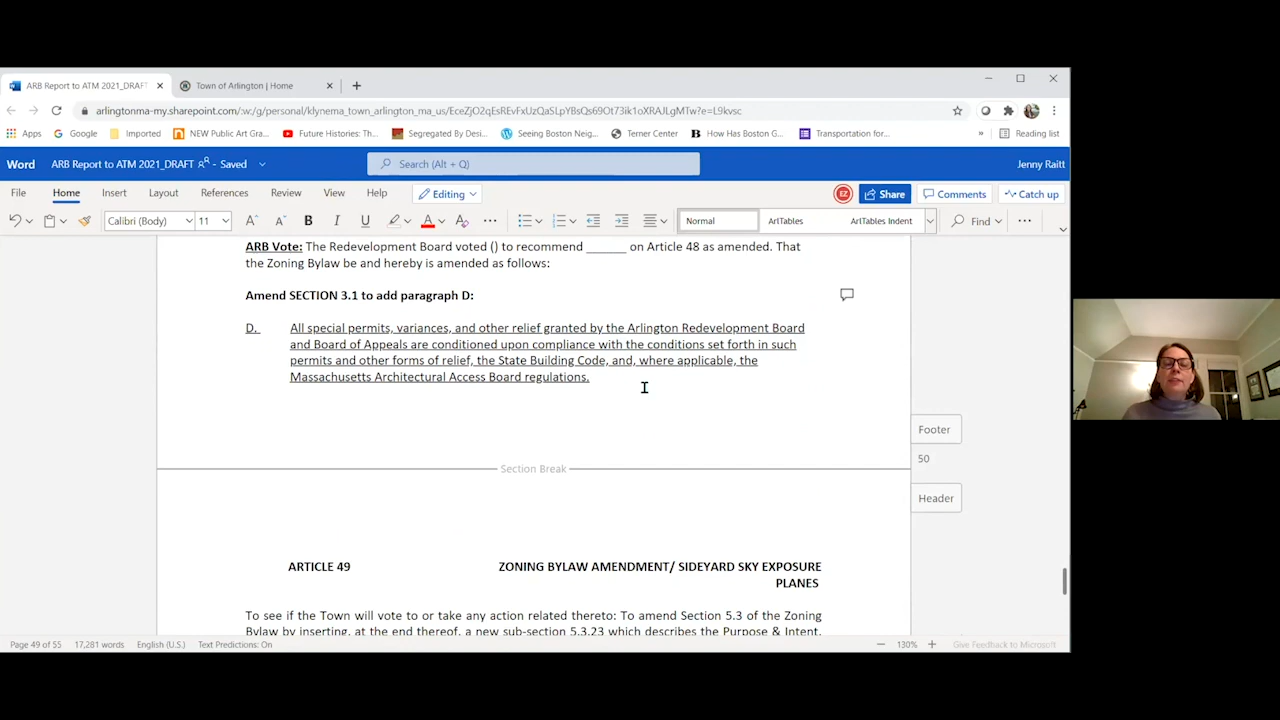 ARB Report to ATM 2021_DRAFT
Town of Arlington | Home
arlingtonma-my.sharepoint.com/:w:/g/personal/klynema_town_arlington_ma_us/
Apps Google Imported NEW Public Art Gra... Future Histories: Th... Segregated By Desi... Seeing Boston Neig... Terner Center How Has Boston G... Transportation for... » Reading list
Word ARB Report to ATM 2021_DRAFT - Saved Search (Alt + Q) Jenny Raitt
File Home Insert Layout References Review View Help Editing EZ Share Comments Catch up
Calibri (Body) 11 A A B I U A A ... Normal ArlTables ArlTables Indent Find ...
ARB Vote: The Redevelopment Board voted () to recommend ______ on Article 48 as amended. That
the Zoning Bylaw be and hereby is amended as follows:
Amend SECTION 3.1 to add paragraph D:
D. All special permits, variances, and other relief granted by the Arlington Redevelopment Board
and Board of Appeals are conditioned upon compliance with the conditions set forth in such
permits and other forms of relief, the State Building Code, and, where applicable, the
Massachusetts Architectural Access Board regulations.
Footer
50
Section Break
Header
ARTICLE 49 ZONING BYLAW AMENDMENT/ SIDEYARD SKY EXPOSURE
PLANES
To see if the Town will vote to or take any action related thereto: To amend Section 5.3 of the Zoning
Bylaw by inserting, at the end thereof, a new sub-section 5.3.23 which describes the Purpose & Intent,
Page 49 of 55 17,281 words English (U.S.) Text Predictions: On 130% Give Feedback to Microsoft